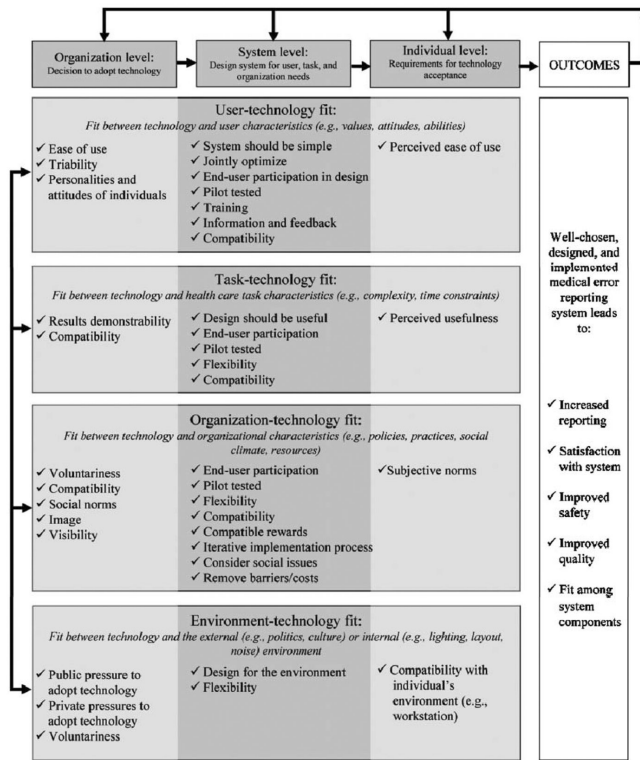 Organization level:
Decision to adopt technology
System level:
Design system for user, task, and
organization needs
Individual level:
Requirements for technology
acceptance
OUTCOMES
User-technology fit:
Fit between technology and user characteristics (e.g., values, attitudes, abilities)
✓ Ease of use
✓ Triability
✓ Personalities and
attitudes of individuals
✓ System should be simple
✓ Jointly optimize
✓ End-user participation in design
✓ Pilot tested
✓ Training
✓ Information and feedback
✓ Compatibility
✓ Perceived ease of use
Task-technology fit:
Fit between technology and health care task characteristics (e.g., complexity, time constraints)
✓ Results demonstrability
✓ Compatibility
✓ Design should be useful
✓ End-user participation
✓ Pilot tested
✓ Flexibility
✓ Compatibility
✓ Perceived usefulness
Organization-technology fit:
Fit between technology and organizational characteristics (e.g., policies, practices, social
climate, resources)
✓ Voluntariness
✓ Compatibility
✓ Social norms
✓ Image
✓ Visibility
✓ End-user participation
✓ Pilot tested
✓ Flexibility
✓ Compatibility
✓ Compatible rewards
✓ Iterative implementation process
✓ Consider social issues
✓ Remove barriers/costs
✓ Subjective norms
Environment-technology fit:
Fit between technology and the external (e.g., politics, culture) or internal (e.g., lighting, layout,
noise) environment
✓ Public pressure to
adopt technology
✓ Private pressures to
adopt technology
✓ Voluntariness
✓ Design for the environment
✓ Flexibility
✓ Compatibility with
individual's
environment (e.g.,
workstation)
Well-chosen,
designed, and
implemented
medical error
reporting
system leads
to:
✓ Increased
reporting
✓ Satisfaction
with system
✓ Improved
safety
✓ Improved
quality
✓ Fit among
system
components